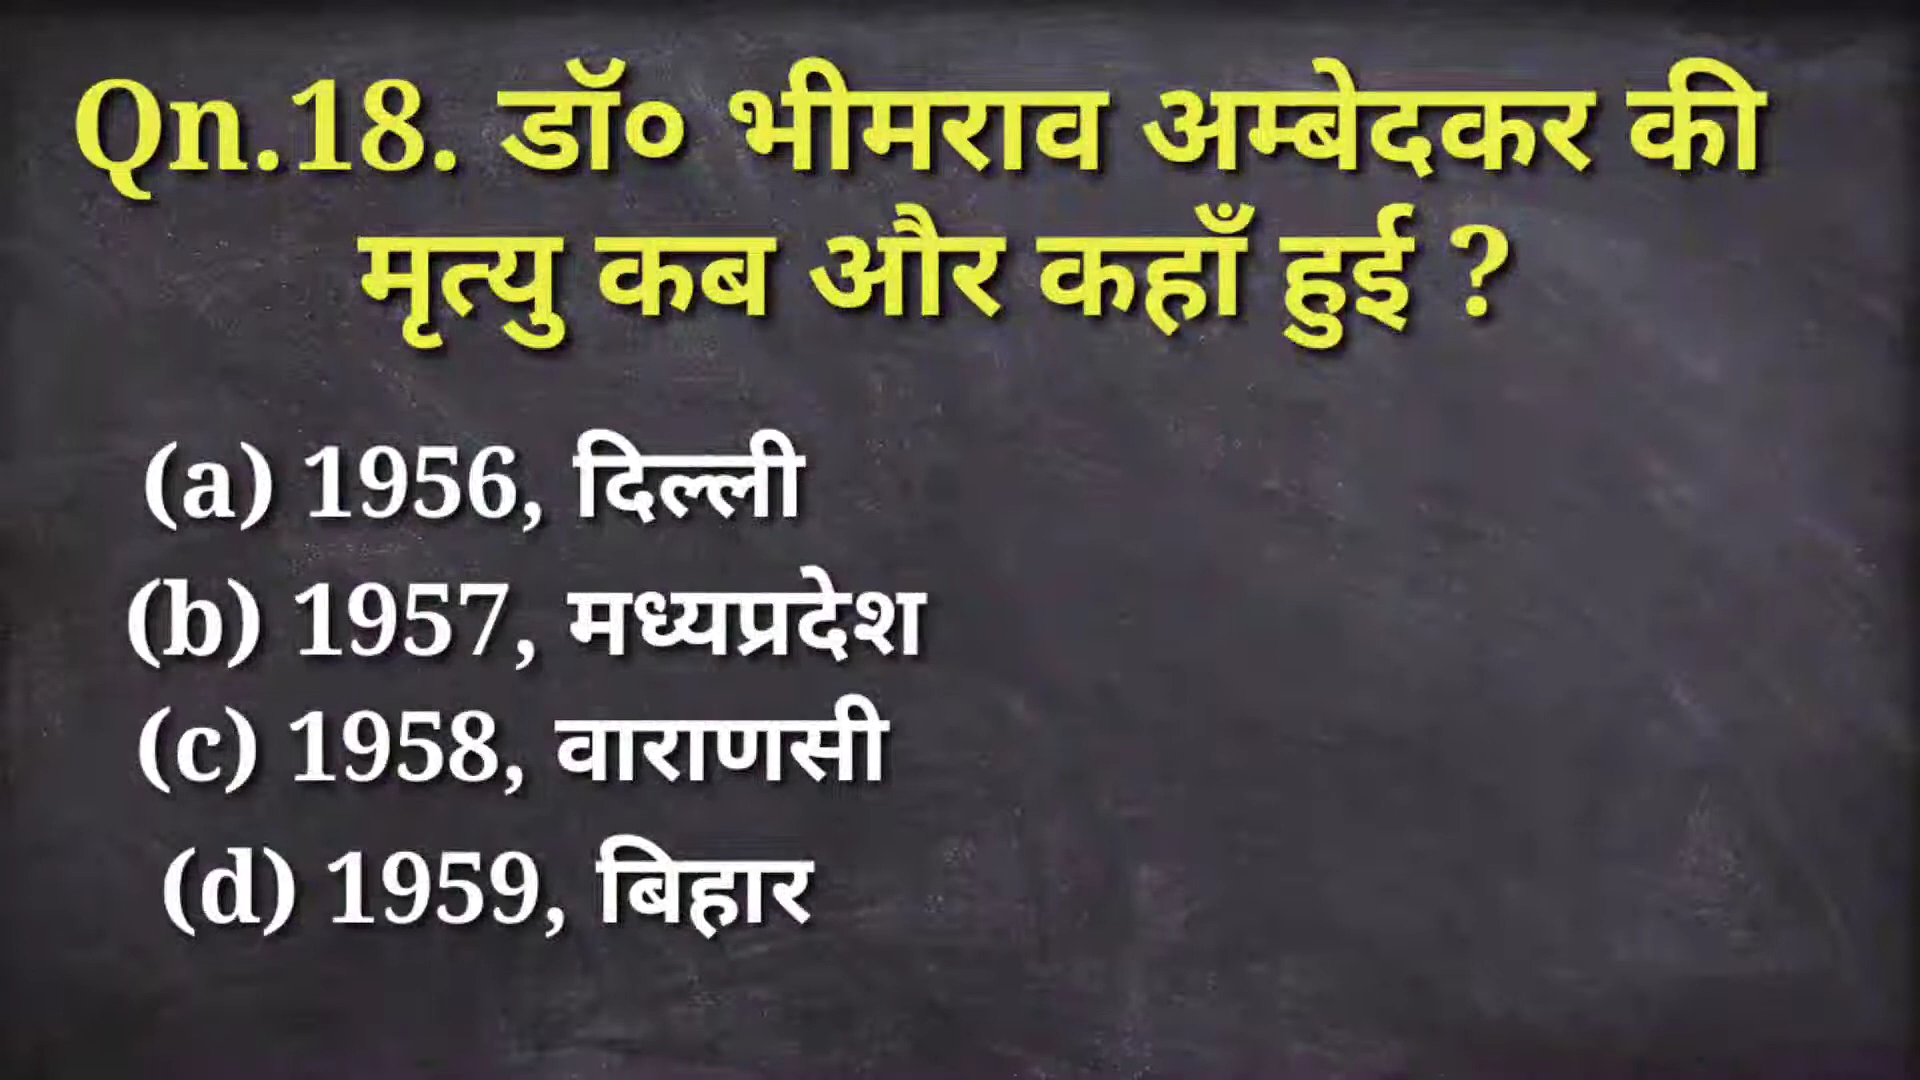 Qn.18. डॉ० भीमराव अम्बेदकर की
मृत्यु कब और कहाँ हुई ?
(a) 1956, दिल्ली
(b) 1957, मध्यप्रदेश
(c) 1958, वाराणसी
(d) 1959, बिहार